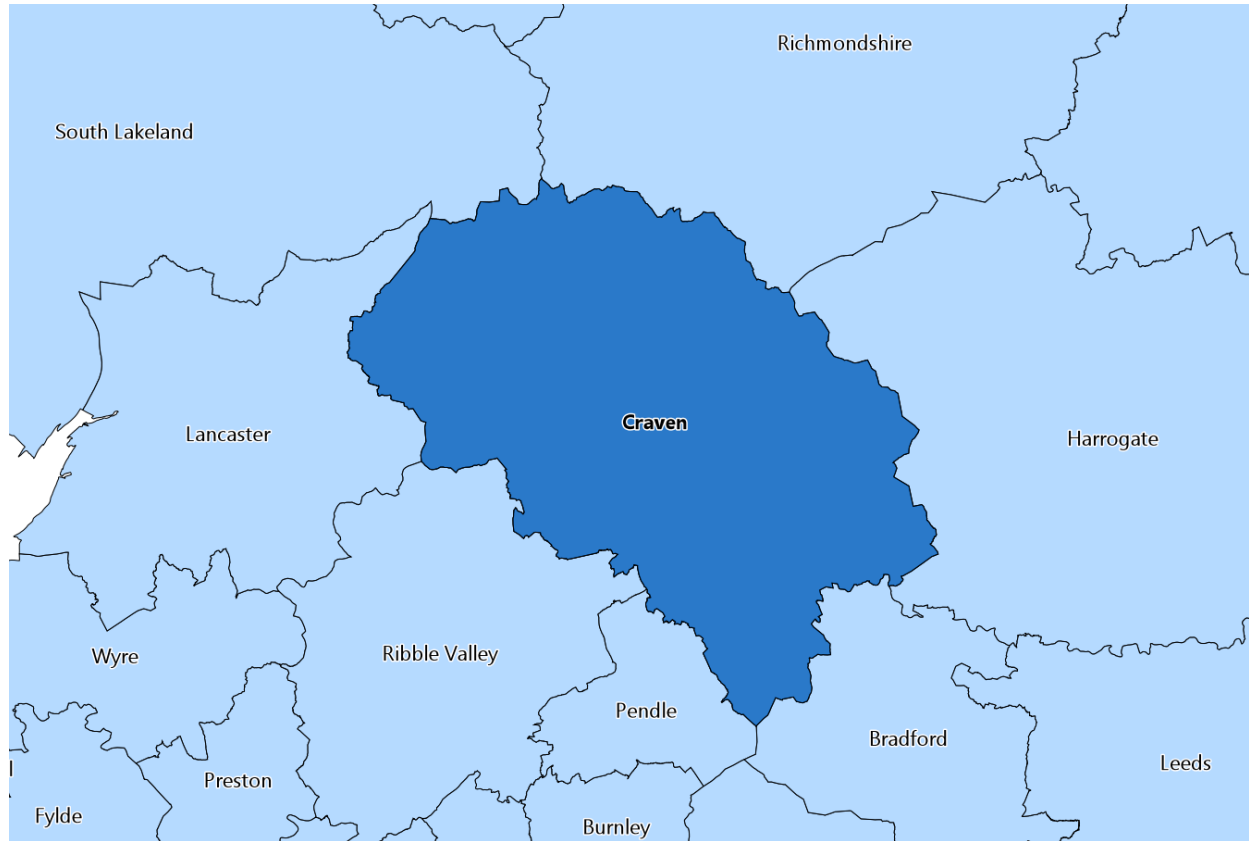 Richmondshire
South Lakeland
Craven
Lancaster
Harrogate
Ribble Valley
Wyre
Pendle
Bradford
Leeds
l
Preston
Fylde
Burnley